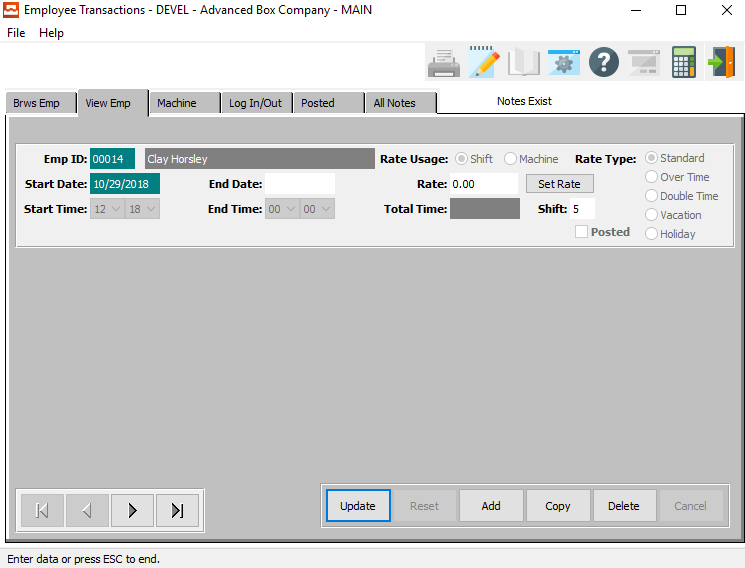 Employee Transactions - DEVEL - Advanced Box Company - MAIN
File Help
Brws Emp View Emp Machine Log In/Out Posted All Notes Notes Exist
Emp ID: 00014 Clay Horsley Rate Usage: Shift Machine Rate Type: Standard
Over Time
Start Date: 10/29/2018 End Date: Rate: 0.00 Set Rate
Double Time
Start Time: 12 18 End Time: 00 00 Total Time: Shift: 5
Vacation
Posted
Holiday
Update Reset Add Copy Delete Cancel
Enter data or press ESC to end.